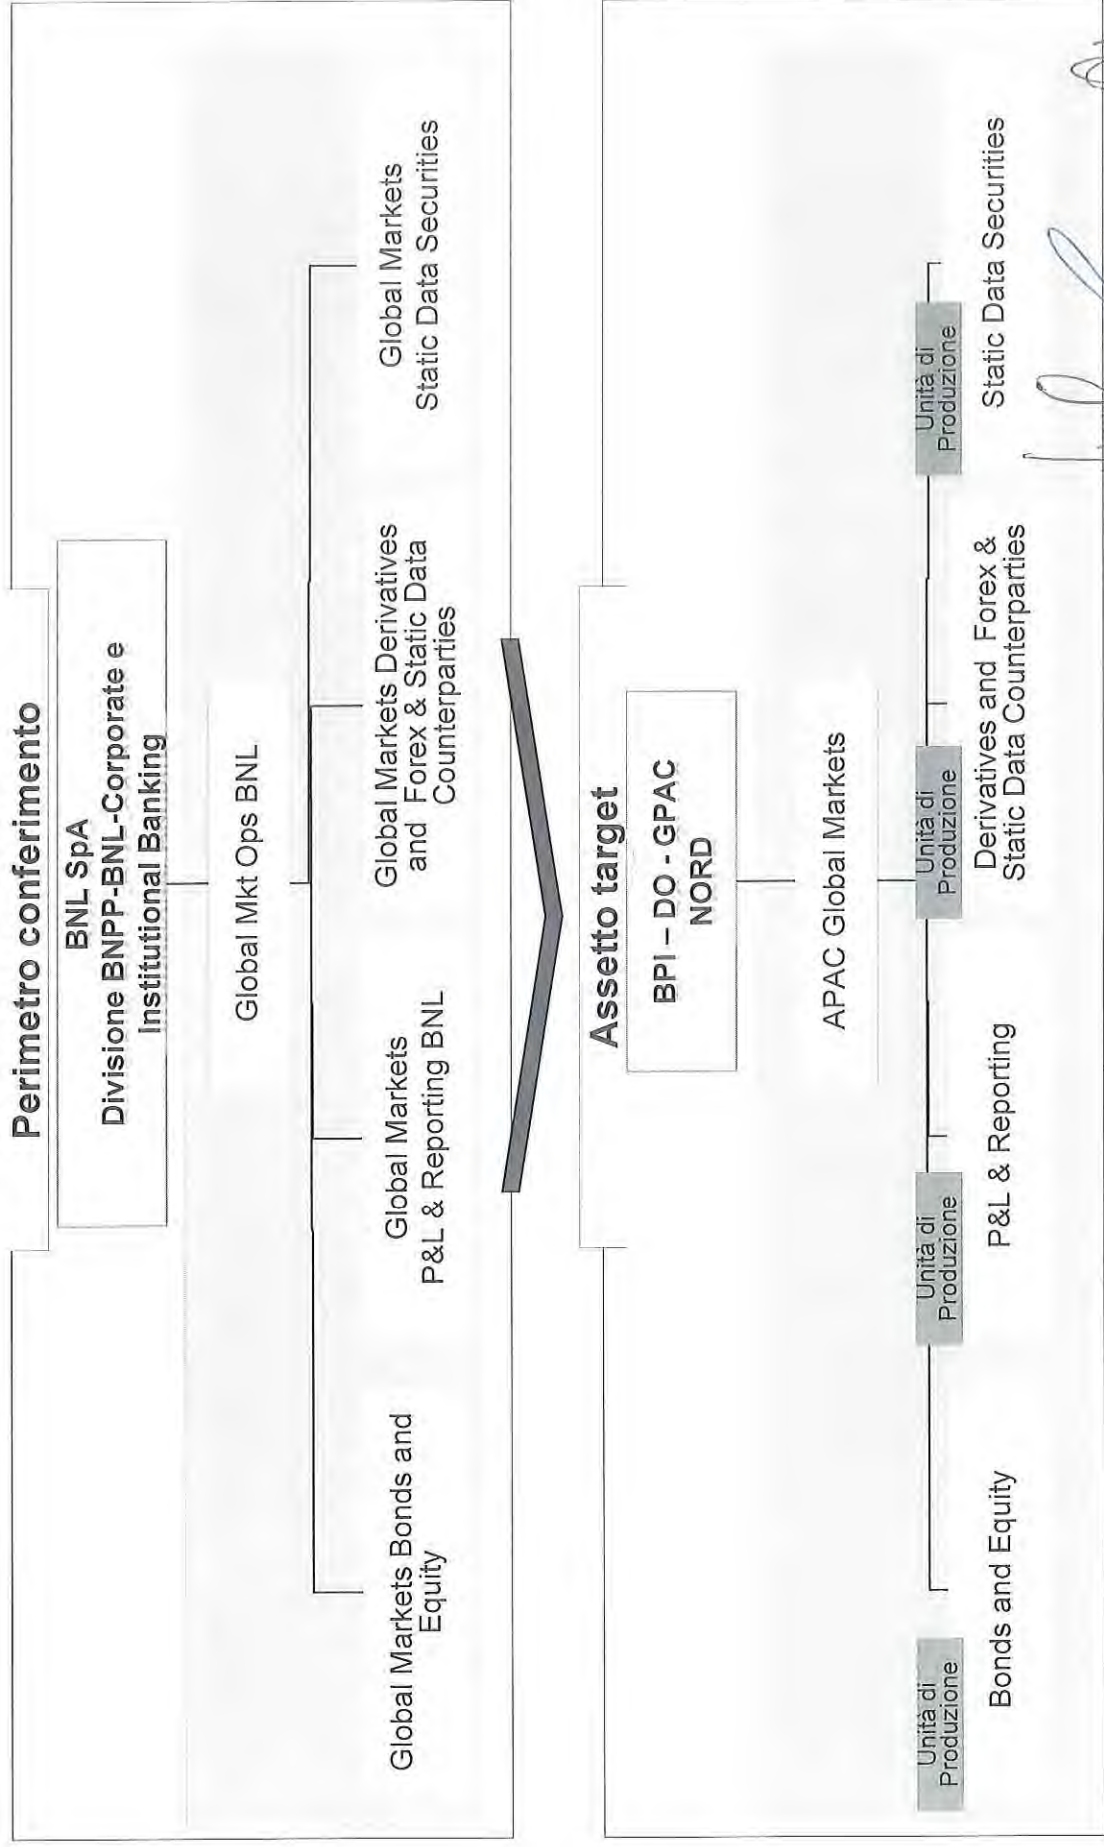 Perimetro conferimento
BNL SpA
Divisione BNPP-BNL-Corporate e
Institutional Banking
Global Mkt Ops BNL
Global Markets Bonds and
Equity
Global Markets
P&L & Reporting BNL
Global Markets Derivatives
and Forex & Static Data
Counterparties
Global Markets
Static Data Securities
Assetto target
BPI – DO - GPAC
NORD
APAC Global Markets
Unità di
Produzione
Bonds and Equity
Unità di
Produzione
P&L & Reporting
Unità di
Produzione
Derivatives and Forex &
Static Data Counterparties
Unità di
Produzione
Static Data Securities